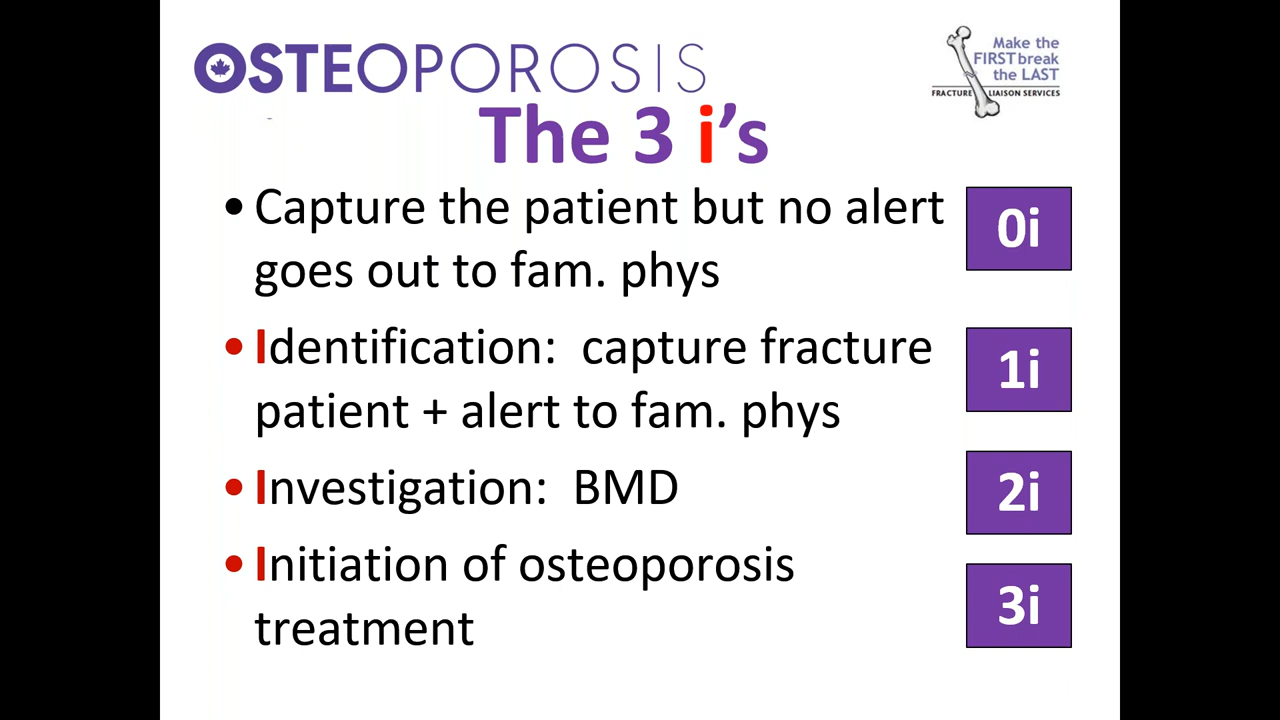 OSTEOPOROSIS
Make the
FIRST break
the LAST
FRACTURE LIAISON SERVICES
The 3 i's
• Capture the patient but no alert
goes out to fam. phys
0i
• Identification: capture fracture
patient + alert to fam. phys
1i
• Investigation: BMD
2i
• Initiation of osteoporosis
treatment
3i